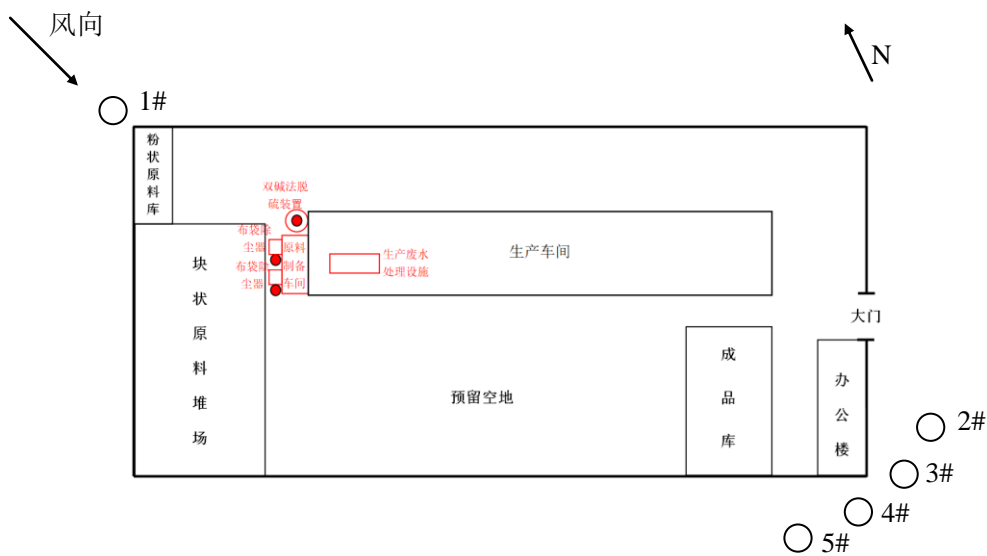 风向
N
1#
粉状原料库
双碱法脱
硫装置
布袋除
尘器
原料
制备
车间
布袋除
尘器
生产废水
处理设施
生产车间
块状原料堆场
大门
成品库
办公楼
预留空地
2#
3#
4#
5#